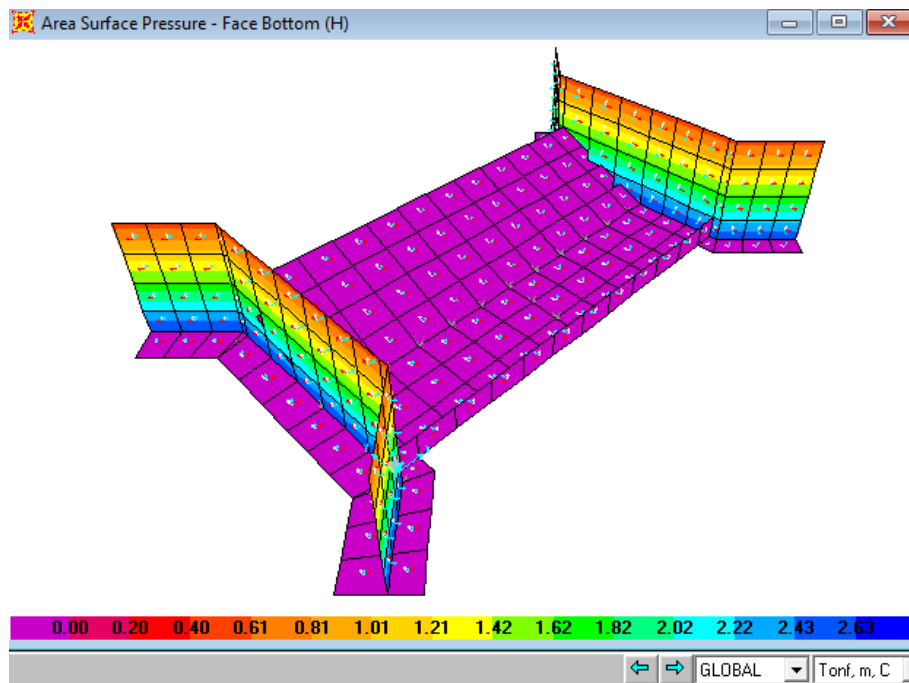 Area Surface Pressure - Face Bottom (H)
0.00 0.20 0.40 0.61 0.81 1.01 1.21 1.42 1.62 1.82 2.02 2.22 2.43 2.63
GLOBAL Tonf, m, C